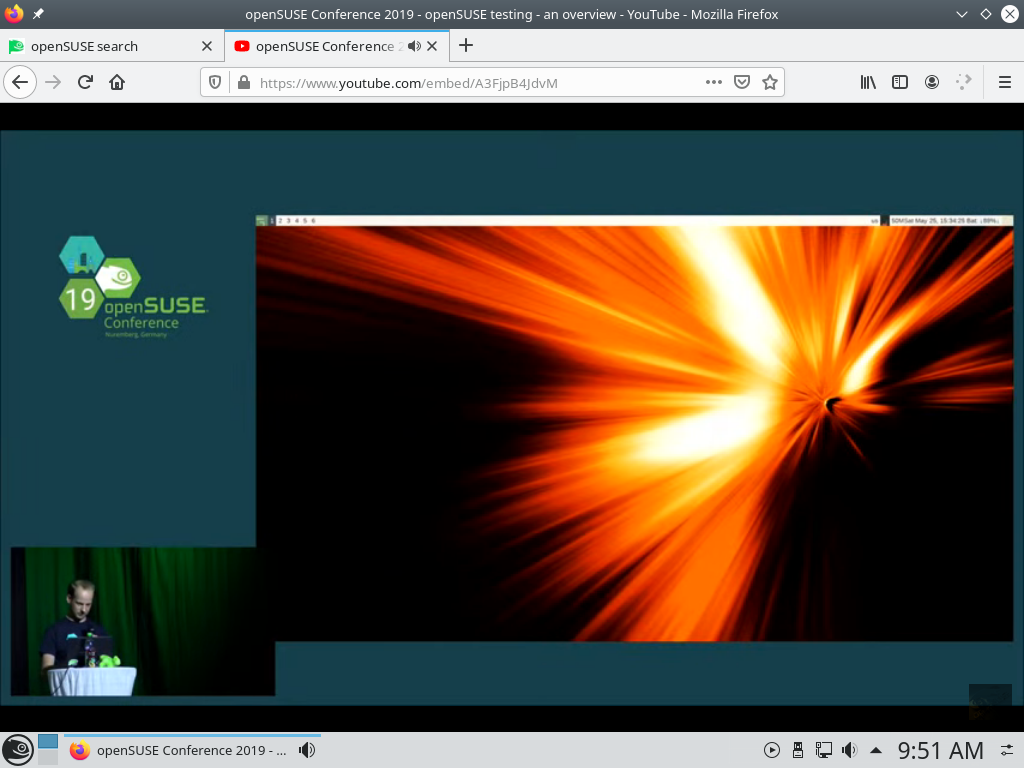 openSUSE Conference 2019 - openSUSE testing - an overview - YouTube - Mozilla Firefox
openSUSE search
openSUSE Conference 2
https://www.youtube.com/embed/A3FjpB4JdvM
1 2 3 4 5 6
us
50MSat May 25, 15:34:25 Bat: ↓89%↓
19 openSUSE.
Conference
Nuremberg, Germany
openSUSE Conference 2019 - ...
9:51 AM